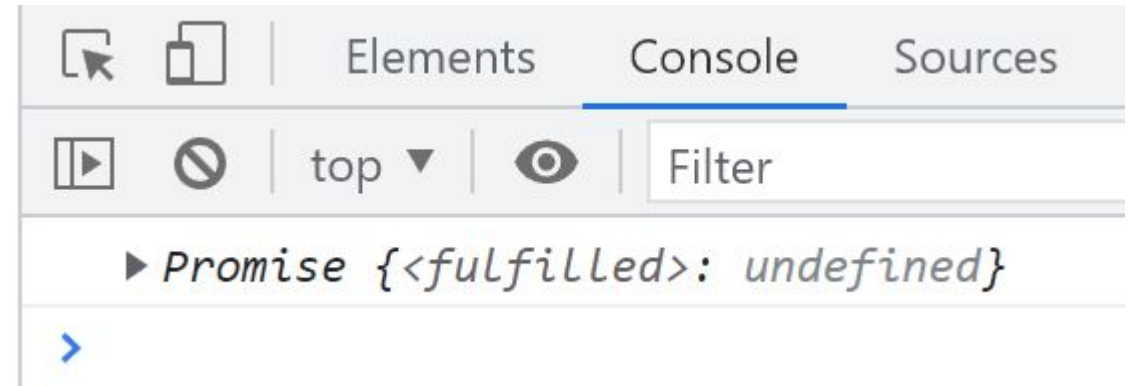 Elements Console Sources
top ▼ Filter
▶ Promise {<fulfilled>: undefined}
>